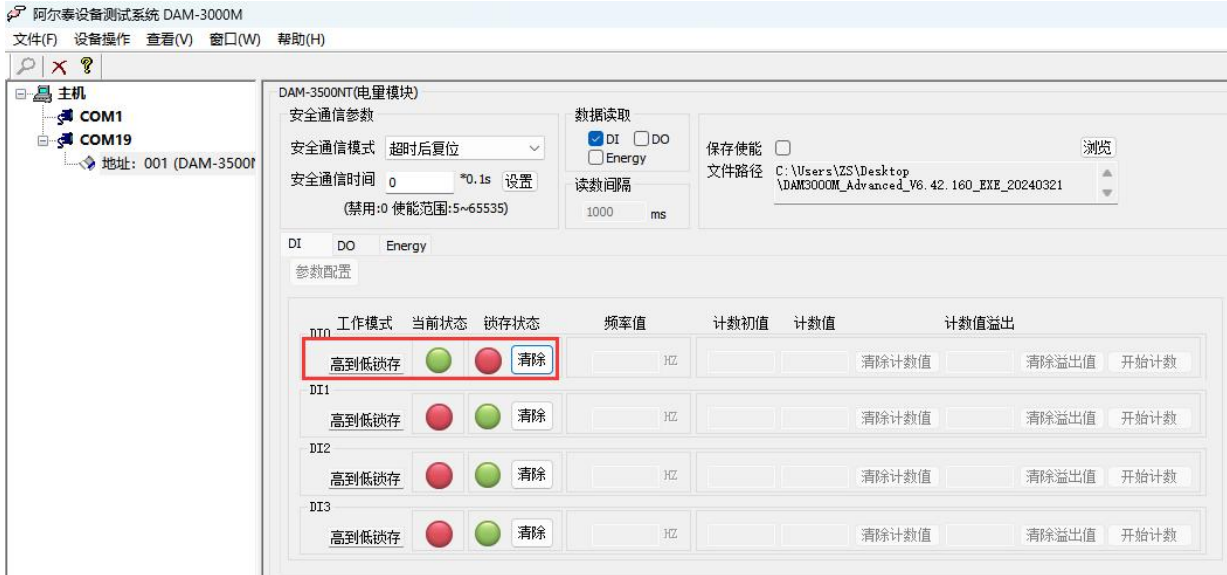 阿尔泰设备测试系统 DAM-3000M
文件(F) 设备操作 查看(V) 窗口(W) 帮助(H)
主机
COM1
COM19
地址：001 (DAM-3500N
DAM-3500NT(电量模块)
安全通信参数
安全通信模式 超时后复位
安全通信时间 0 *0.1s 设置
(禁用:0 使能范围:5~65535)
数据读取
DI DO
Energy
读数间隔
1000 ms
保存使能 浏览
文件路径 C:\Users\ZS\Desktop
\DAM3000M_Advanced_V6.42.160_EXE_20240321
DI DO Energy
参数配置
工作模式 当前状态 锁存状态 频率值 计数初值 计数值 计数值溢出
DI0
高到低锁存 清除 HZ 清除计数值 清除溢出值 开始计数
DI1
高到低锁存 清除 HZ 清除计数值 清除溢出值 开始计数
DI2
高到低锁存 清除 HZ 清除计数值 清除溢出值 开始计数
DI3
高到低锁存 清除 HZ 清除计数值 清除溢出值 开始计数